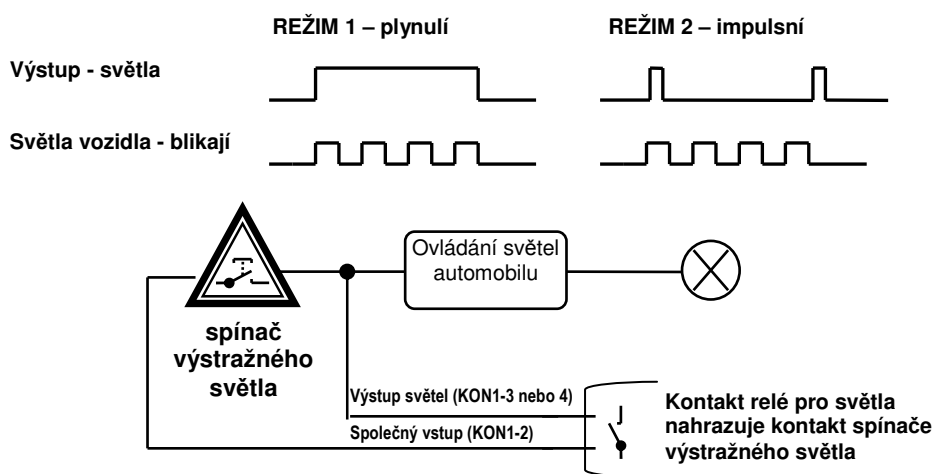 REŽIM 1 – plynulí
REŽIM 2 – impulsní
Výstup - světla
Světla vozidla - blikají
Ovládání světel
automobilu
spínač
výstražného
světla
Výstup světel (KON1-3 nebo 4)
Společný vstup (KON1-2)
Kontakt relé pro světla
nahrazuje kontakt spínače
výstražného světla